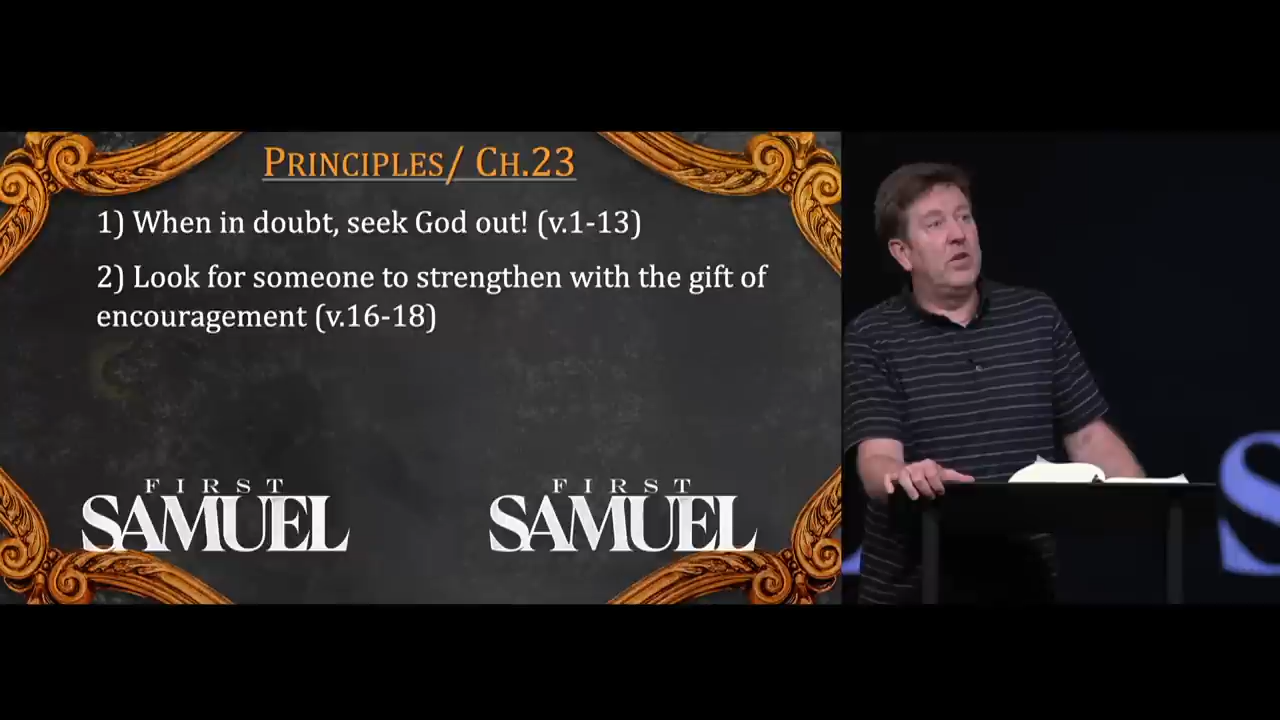 PRINCIPLES/ CH.23
1) When in doubt, seek God out! (v.1-13)
2) Look for someone to strengthen with the gift of
encouragement (v.16-18)
FIRST
SAMUEL
FIRST
SAMUEL
S